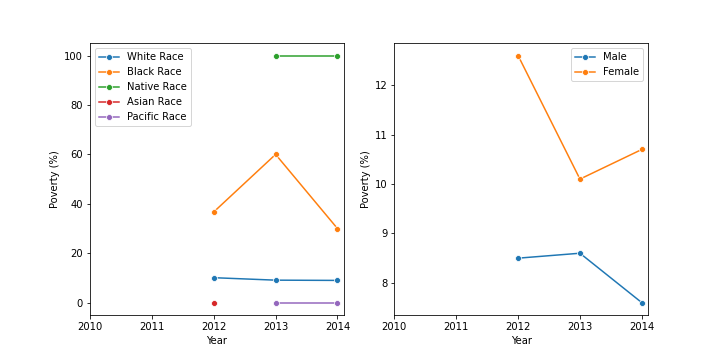 Poverty (%)
100
80
60
40
20
0
White Race
Black Race
Native Race
Asian Race
Pacific Race
2010 2011 2012 2013 2014
Year
Poverty (%)
12
11
10
9
8
Male
Female
2010 2011 2012 2013 2014
Year